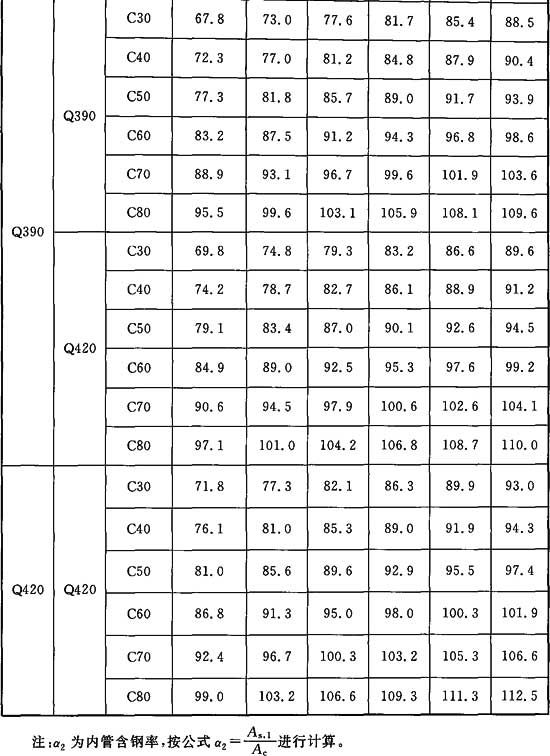 C30 67.8 73.0 77.6 81.7 85.4 88.5
C40 72.3 77.0 81.2 84.8 87.9 90.4
C50 77.3 81.8 85.7 89.0 91.7 93.9
Q390
C60 83.2 87.5 91.2 94.3 96.8 98.6
C70 88.9 93.1 96.7 99.6 101.9 103.6
C80 95.5 99.6 103.1 105.9 108.1 109.6
Q390
C30 69.8 74.8 79.3 83.2 86.6 89.6
C40 74.2 78.7 82.7 86.1 88.9 91.2
C50 79.1 83.4 87.0 90.1 92.6 94.5
Q420
C60 84.9 89.0 92.5 95.3 97.6 99.2
C70 90.6 94.5 97.9 100.6 102.6 104.1
C80 97.1 101.0 104.2 106.8 108.7 110.0
C30 71.8 77.3 82.1 86.3 89.9 93.0
C40 76.1 81.0 85.3 89.0 91.9 94.3
C50 81.0 85.6 89.6 92.9 95.5 97.4
Q420 Q420
C60 86.8 91.3 95.0 98.0 100.3 101.9
C70 92.4 96.7 100.3 103.2 105.3 106.6
C80 99.0 103.2 106.6 109.3 111.3 112.5
注:α₂ 为内管含钢率,按公式 α₂=As,1/Ac进行计算。